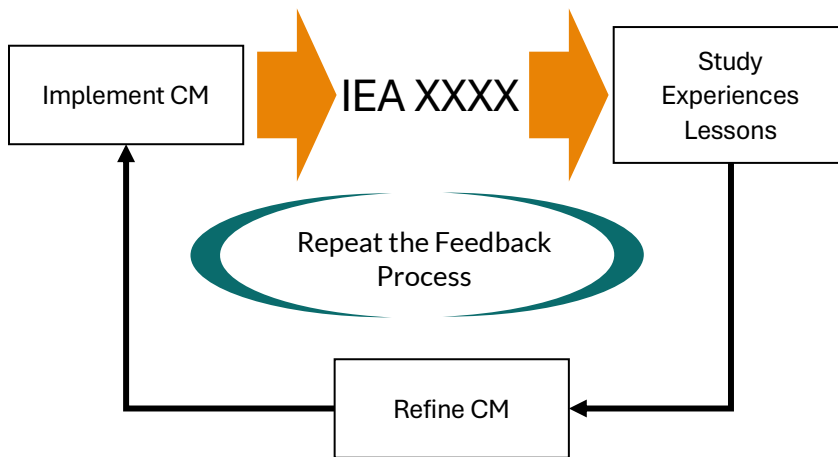 Implement CM
IEA XXXX
Study
Experiences
Lessons
Repeat the Feedback
Process
Refine CM